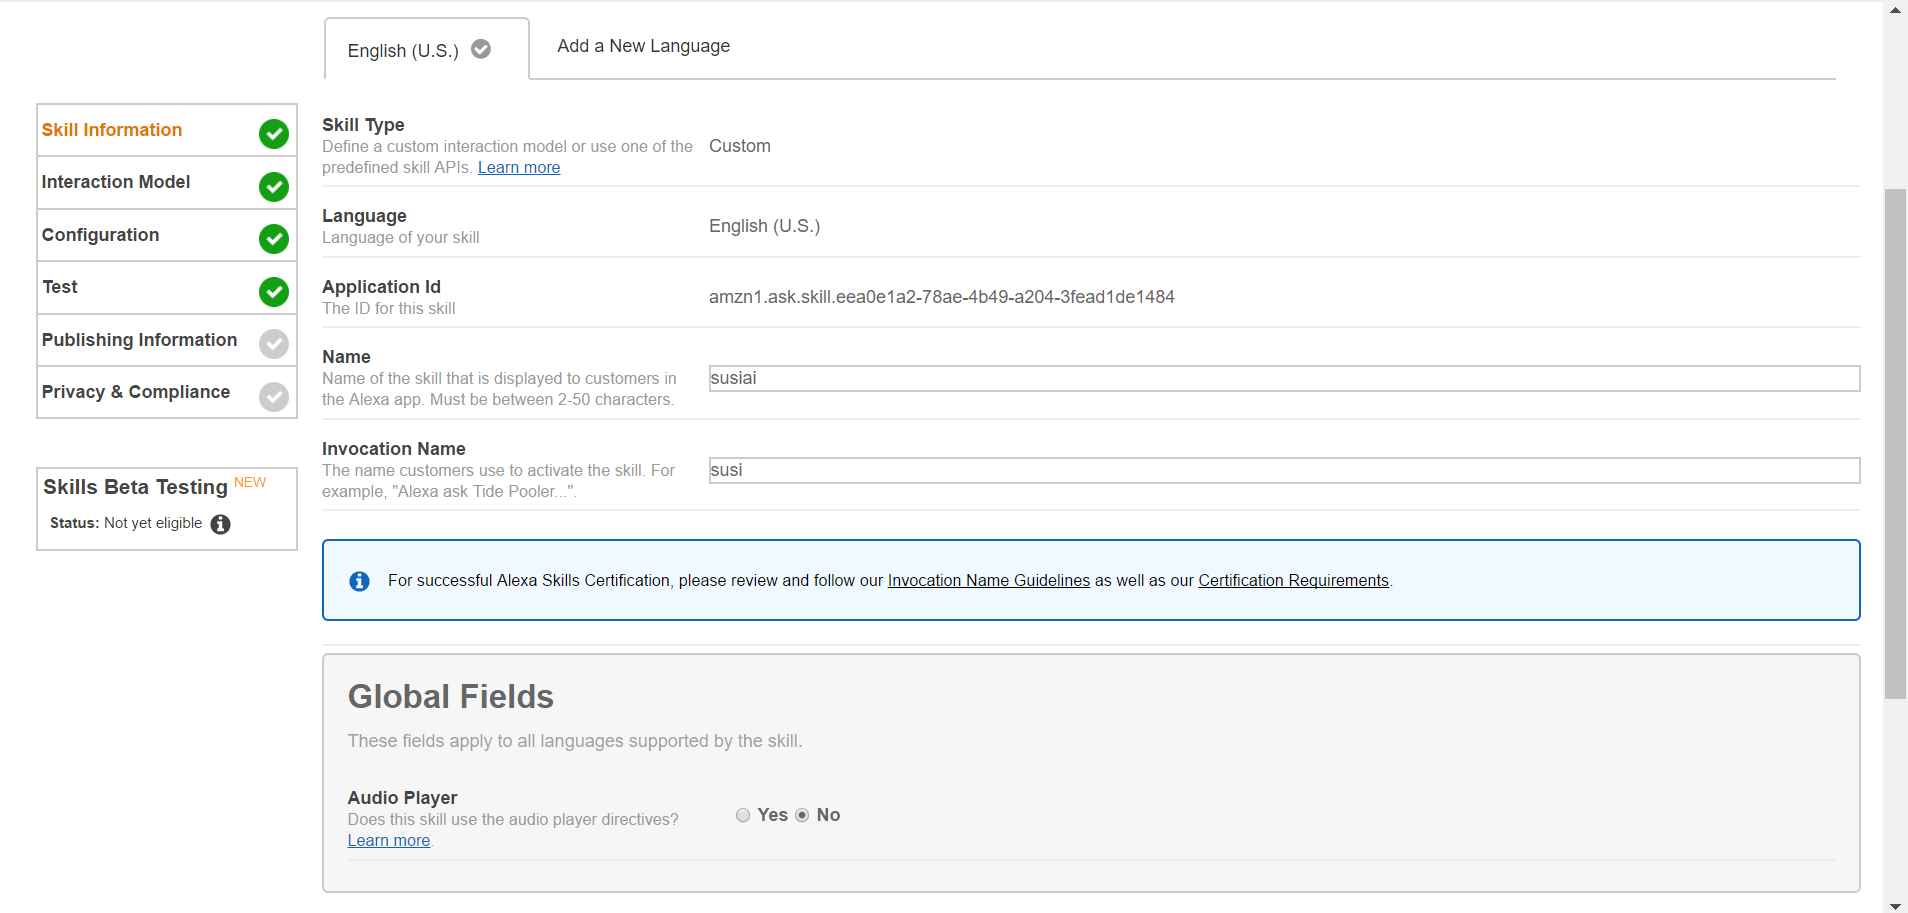 English (U.S.)
Add a New Language
Skill Information
Interaction Model
Configuration
Test
Publishing Information
Privacy & Compliance
Skills Beta Testing NEW
Status: Not yet eligible
Skill Type
Define a custom interaction model or use one of the
predefined skill APIs. Learn more
Custom
Language
Language of your skill
English (U.S.)
Application Id
The ID for this skill
amzn1.ask.skill.eea0e1a2-78ae-4b49-a204-3fead1de1484
Name
Name of the skill that is displayed to customers in
the Alexa app. Must be between 2-50 characters.
susiai
Invocation Name
The name customers use to activate the skill. For
example, "Alexa ask Tide Pooler...".
susi
For successful Alexa Skills Certification, please review and follow our Invocation Name Guidelines as well as our Certification Requirements.
Global Fields
These fields apply to all languages supported by the skill.
Audio Player
Does this skill use the audio player directives?
Learn more.
Yes No